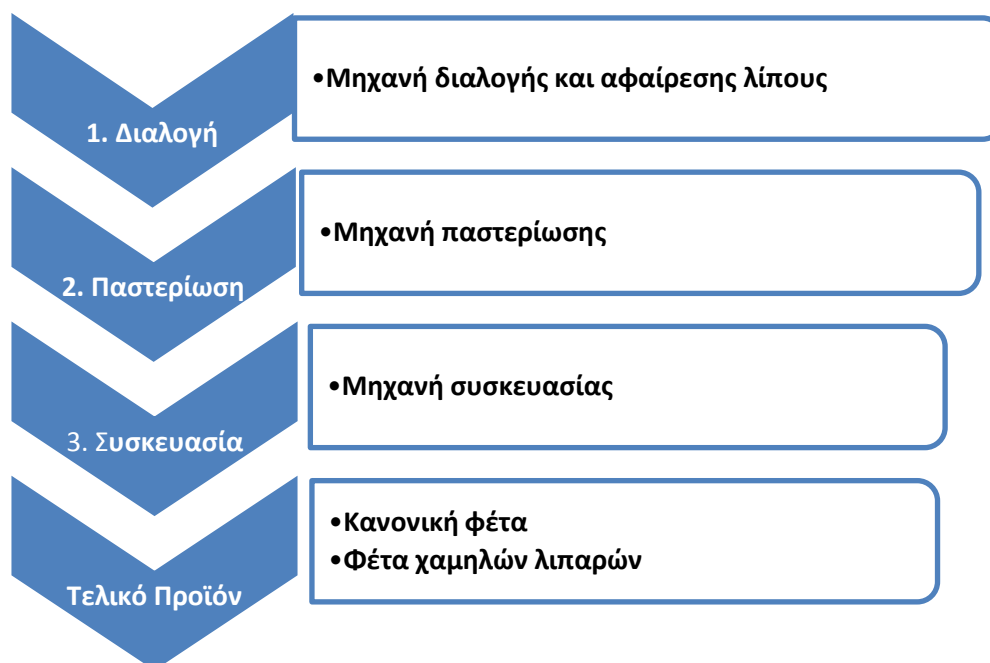 •Μηχανή διαλογής και αφαίρεσης λίπους
1. Διαλογή
•Μηχανή παστερίωσης
2. Παστερίωση
•Μηχανή συσκευασίας
3. Συσκευασία
•Κανονική φέτα
•Φέτα χαμηλών λιπαρών
Τελικό Προϊόν